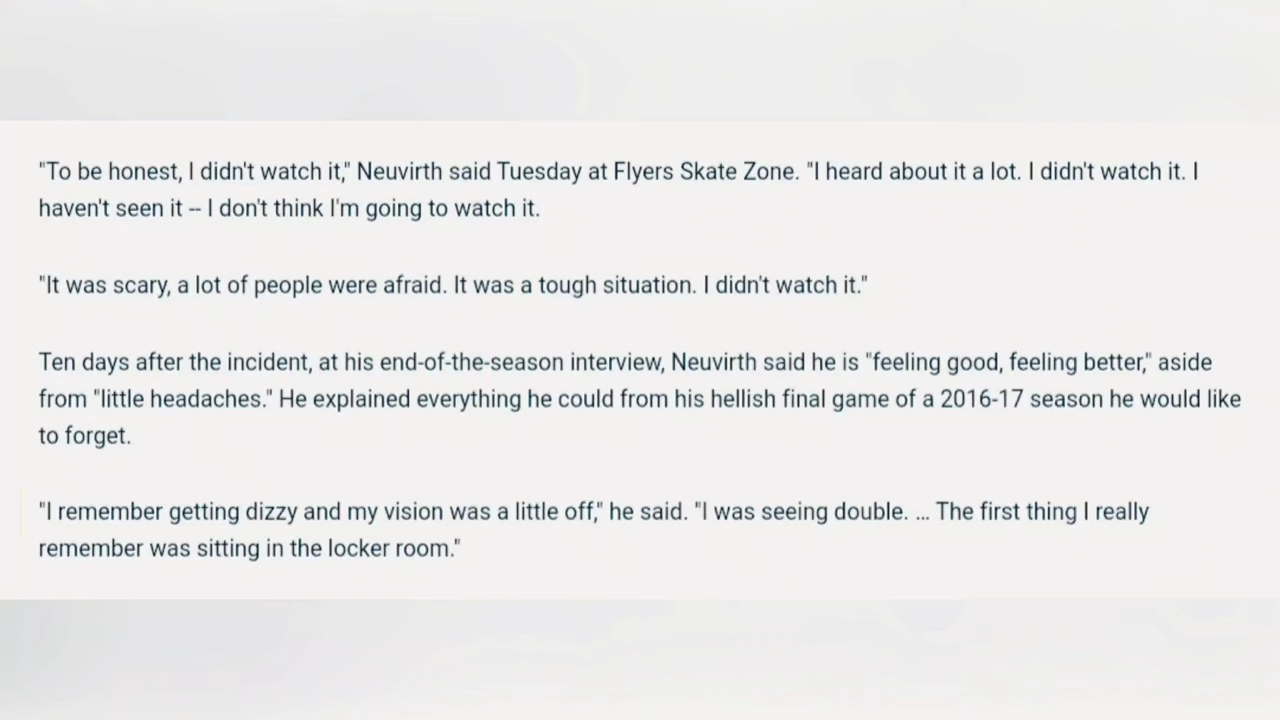 "To be honest, I didn't watch it," Neuvirth said Tuesday at Flyers Skate Zone. "I heard about it a lot. I didn't watch it. I
haven't seen it -- I don't think I'm going to watch it.
"It was scary, a lot of people were afraid. It was a tough situation. I didn't watch it."
Ten days after the incident, at his end-of-the-season interview, Neuvirth said he is "feeling good, feeling better," aside
from "little headaches." He explained everything he could from his hellish final game of a 2016-17 season he would like
to forget.
"I remember getting dizzy and my vision was a little off," he said. "I was seeing double. ... The first thing I really
remember was sitting in the locker room."